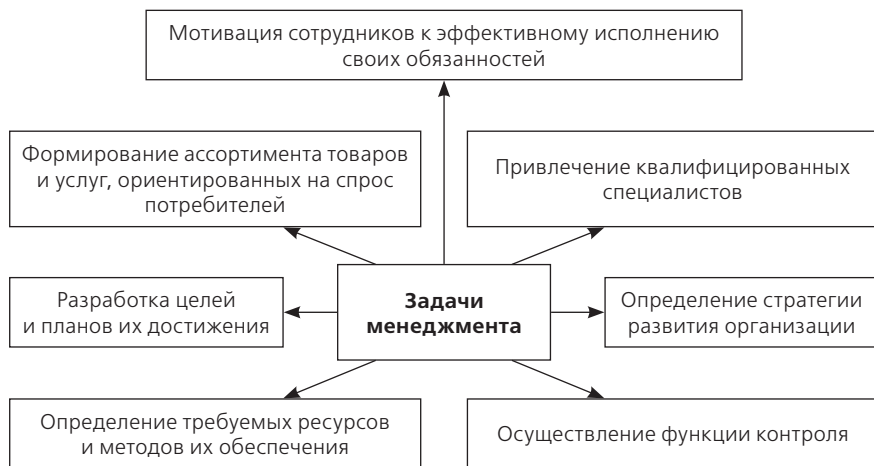 Мотивация сотрудников к эффективному исполнению
своих обязанностей
Формирование ассортимента товаров
и услуг, ориентированных на спрос
потребителей
Привлечение квалифицированных
специалистов
Разработка целей
и планов их достижения
Задачи
менеджмента
Определение стратегии
развития организации
Определение требуемых ресурсов
и методов их обеспечения
Осуществление функции контроля